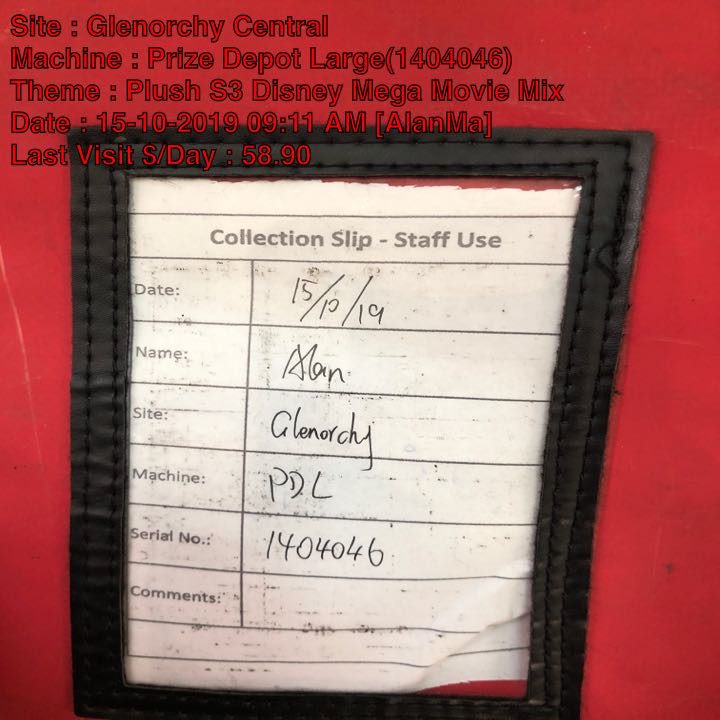 Site : Glenorchy Central
Machine : Prize Depot Large(1404046)
Theme : Plush S3 Disney Mega Movie Mix
Date : 15-10-2019 09:11 AM [AlanMa]
Last Visit $/Day : 58.90
Collection Slip - Staff Use
Date: 15/10/19
Name: Alan
Site: Glenorchy
Machine: PDL
Serial No.: 1404046
Comments: